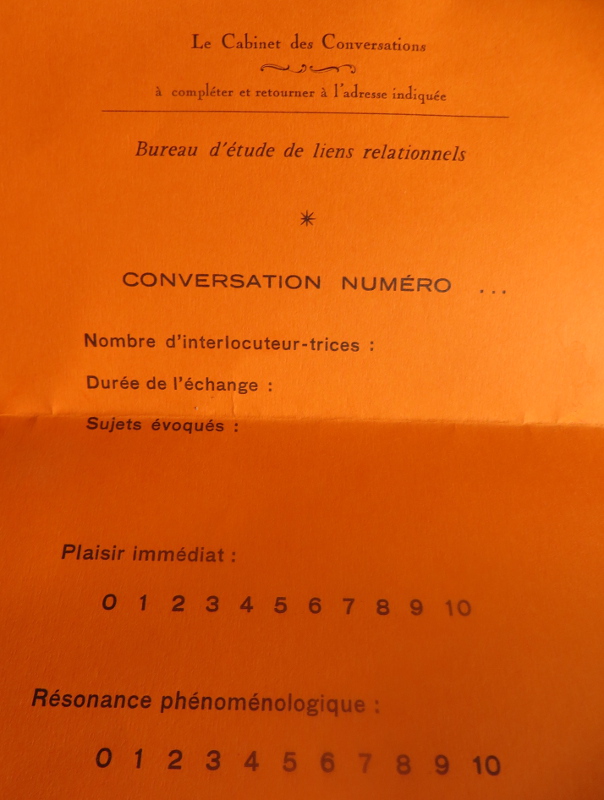 Le Cabinet des Conversations
à compléter et retourner à l'adresse indiquée
Bureau d'étude de liens relationnels
CONVERSATION NUMÉRO ...
Nombre d'interlocuteur-trices :
Durée de l'échange :
Sujets évoqués :
Plaisir immédiat :
0 1 2 3 4 5 6 7 8 9 10
Résonance phénoménologique :
0 1 2 3 4 5 6 7 8 9 10